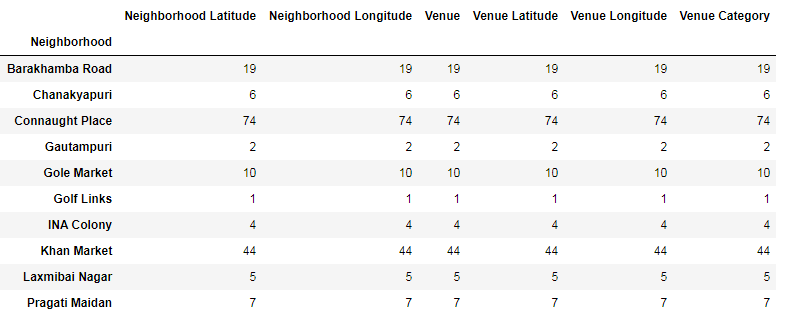 Neighborhood Latitude Neighborhood Longitude Venue Venue Latitude Venue Longitude Venue Category
Neighborhood
Barakhamba Road 19 19 19 19 19 19
Chanakyapuri 6 6 6 6 6 6
Connaught Place 74 74 74 74 74 74
Gautampuri 2 2 2 2 2 2
Gole Market 10 10 10 10 10 10
Golf Links 1 1 1 1 1 1
INA Colony 4 4 4 4 4 4
Khan Market 44 44 44 44 44 44
Laxmibai Nagar 5 5 5 5 5 5
Pragati Maidan 7 7 7 7 7 7